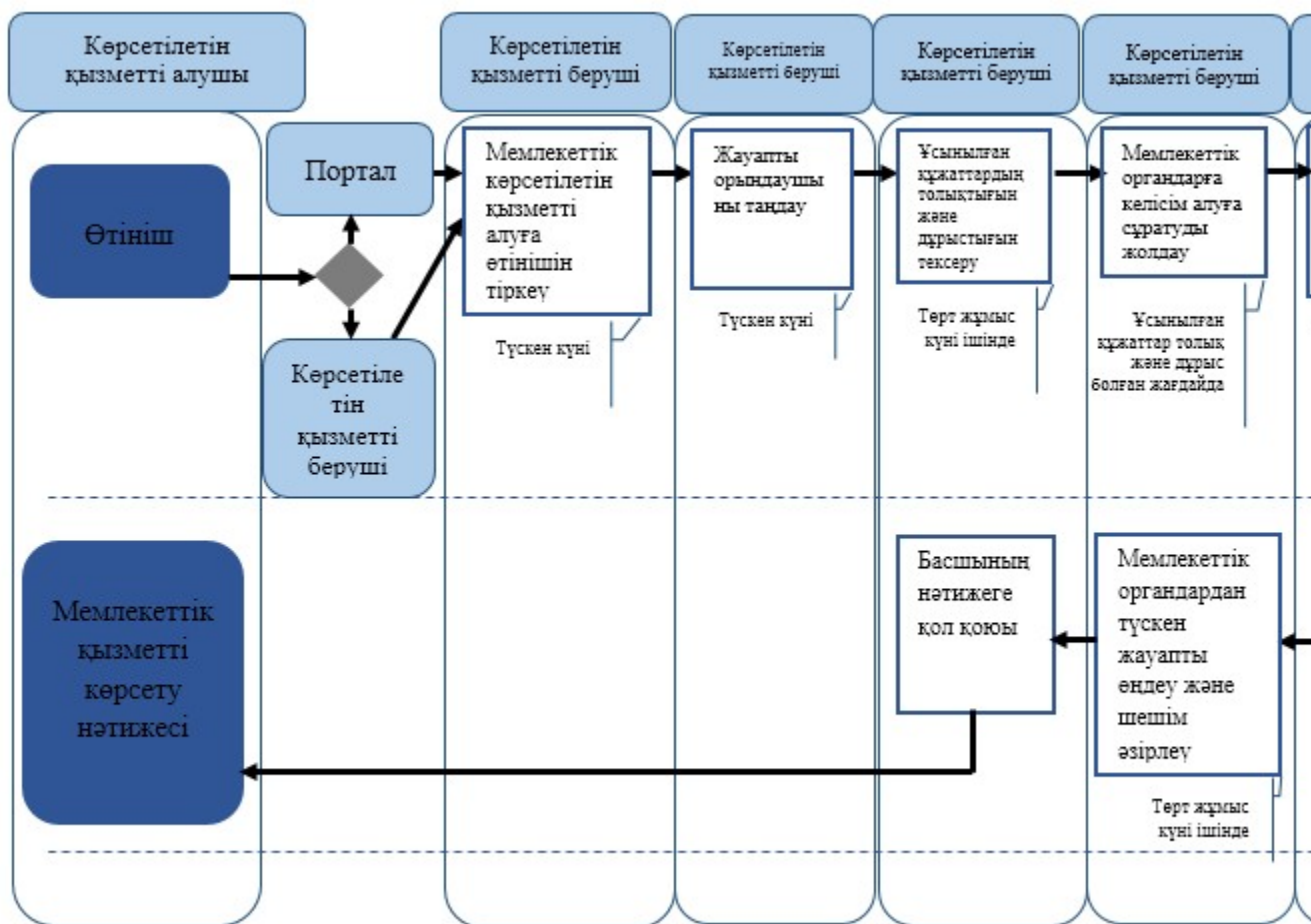 Көрсетілетін
қызметті алушы
Көрсетілетін
қызметті беруші
Көрсетілетін
қызметті беруші
Көрсетілетін
қызметті беруші
Көрсетілетін
қызметті беруші
Өтініш
Портал
Көрсетіле
тін
қызметті
беруші
Мемлекеттік
көрсетілетін
қызметті
алуға
өтінішін
тіркеу
Түскен күні
Жауапты
орындаушы
ны таңдау
Түскен күні
Ұсынылған
құжаттардың
толықтығын
және
дұрыстығын
тексеру
Төрт жұмыс
күні ішінде
Мемлекеттік
органдарға
келісім алуға
сұратуды
жолдау
Ұсынылған
құжаттар толық
және дұрыс
болған жағдайда
Мемлекеттік
қызметті
көрсету
нәтижесі
Басшының
нәтижеге
қол қоюы
Мемлекеттік
органдардан
түскен
жауапты
өңдеу және
шешім
әзірлеу
Төрт жұмыс
күні ішінде